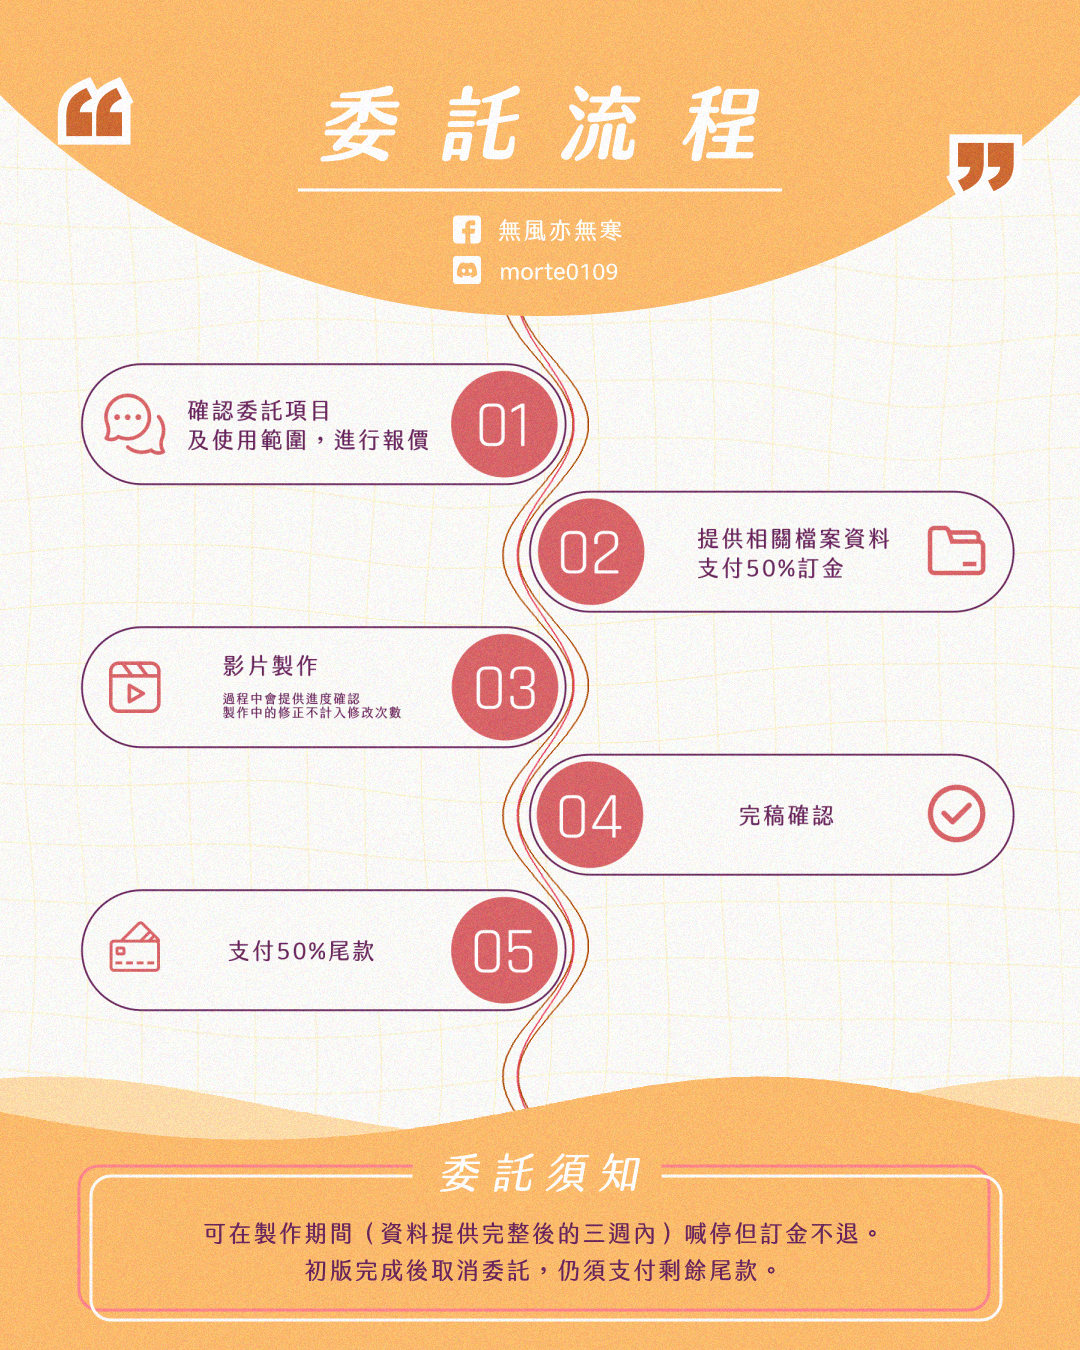 委託流程
無風亦無寒
morte0109
01
確認委託項目
及使用範圍，進行報價
02
提供相關檔案資料
支付50%訂金
03
影片製作
過程中會提供進度確認
製作中的修正不計入修改次數
04
完稿確認
05
支付50%尾款
委託須知
可在製作期間（資料提供完整後的三週內）喊停但訂金不退。
初版完成後取消委託，仍須支付剩餘尾款。